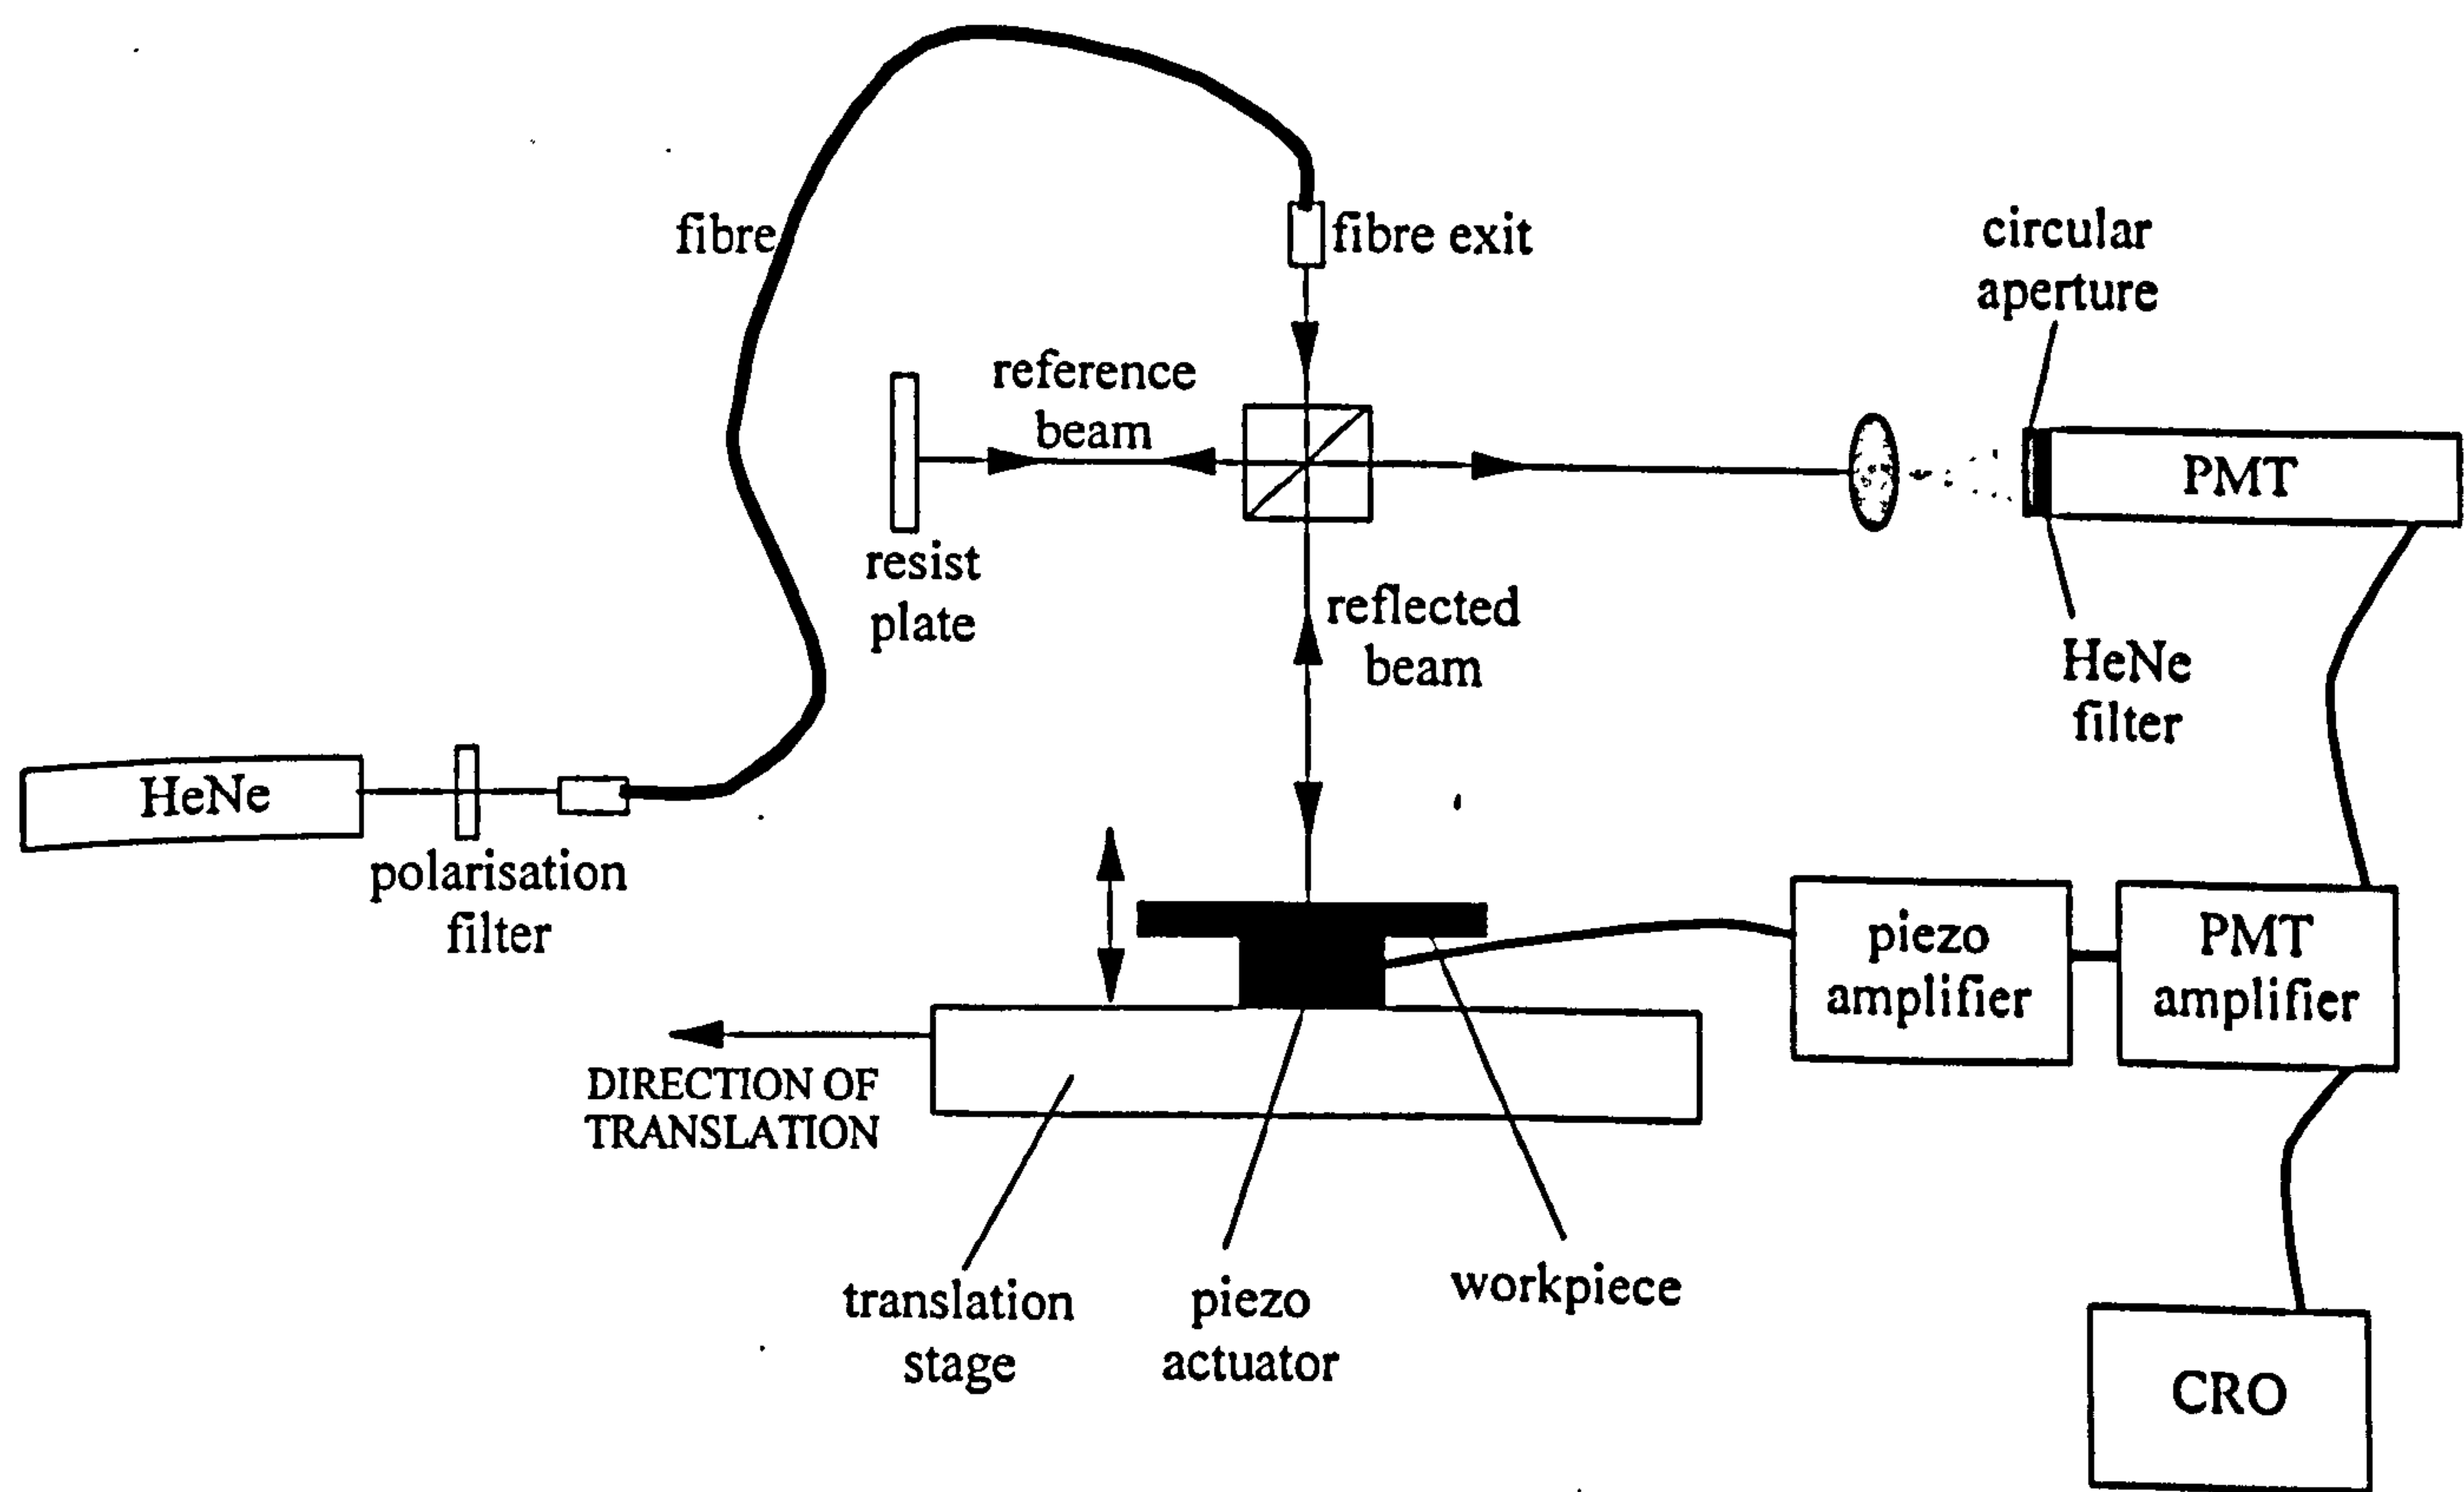 fibre
fibre exit
circular
aperture
reference
beam
PMT
resist
plate
reflected
beam
HeNe
filter
HeNe
polarisation
filter
piezo
amplifier
PMT
amplifier
DIRECTION OF
TRANSLATION
translation
stage
piezo
actuator
workpiece
CRO